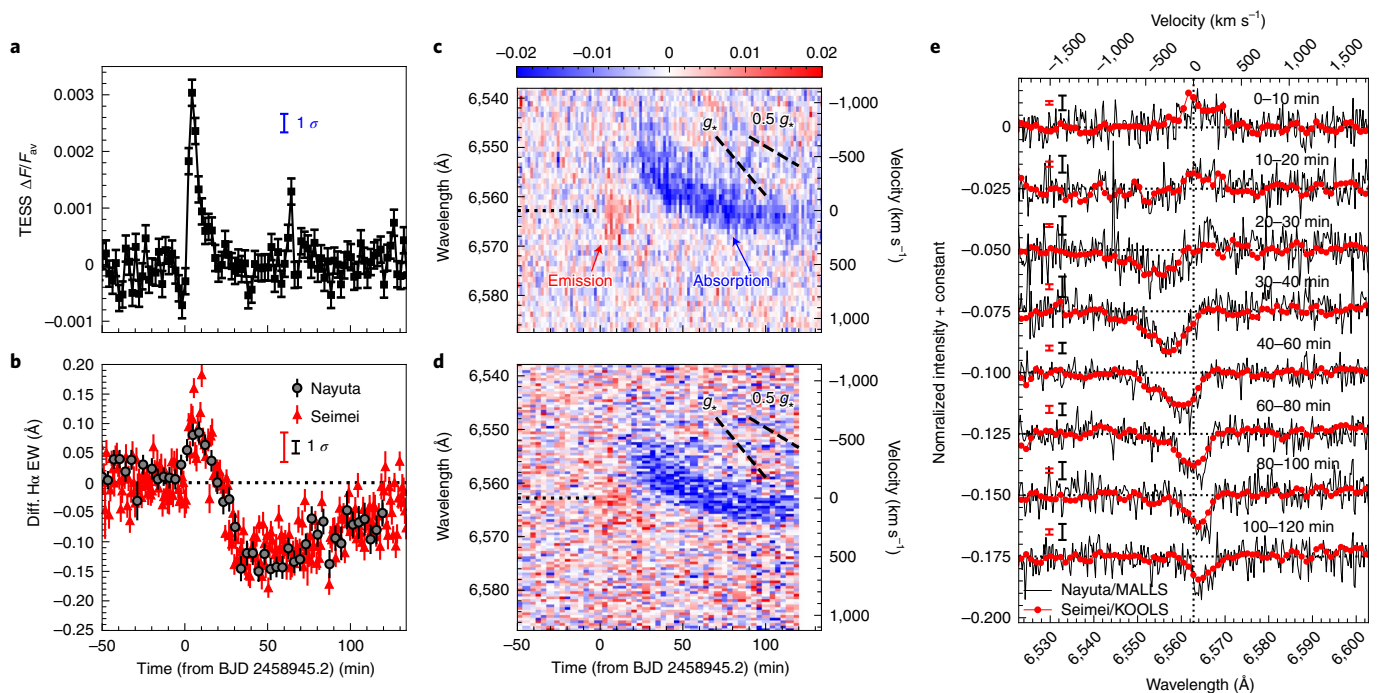 a
TESS ΔF/Fav
0.003
0.002
0.001
0
−0.001
1 σ
b
Diff. Hα EW (Å)
0.20
0.15
0.10
0.05
0
−0.05
−0.10
−0.15
−0.20
−0.25
Nayuta
Seimei
1 σ
−50 0 50 100
Time (from BJD 2458945.2) (min)
c
−0.02 −0.01 0 0.01 0.02
Wavelength (Å)
6,540
6,550
6,560
6,570
6,580
g⋆
0.5 g⋆
Emission
Absorption
−1,000
−500
0
500
1,000
Velocity (km s−1)
d
Wavelength (Å)
6,540
6,550
6,560
6,570
6,580
g⋆
0.5 g⋆
−1,000
−500
0
500
1,000
Velocity (km s−1)
−50 0 50 100
Time (from BJD 2458945.2) (min)
e
Velocity (km s−1)
−1,500 −1,000 −500 0 500 1,000 1,500
Nomralized intensity + constant
0
−0.025
−0.050
−0.075
−0.100
−0.125
−0.150
−0.175
−0.200
0–10 min
10–20 min
20–30 min
30–40 min
40–60 min
60–80 min
80–100 min
100–120 min
Nayuta/MALLS
Seimei/KOOLS
6,530 6,540 6,550 6,560 6,570 6,580 6,590 6,600
Wavelength (Å)